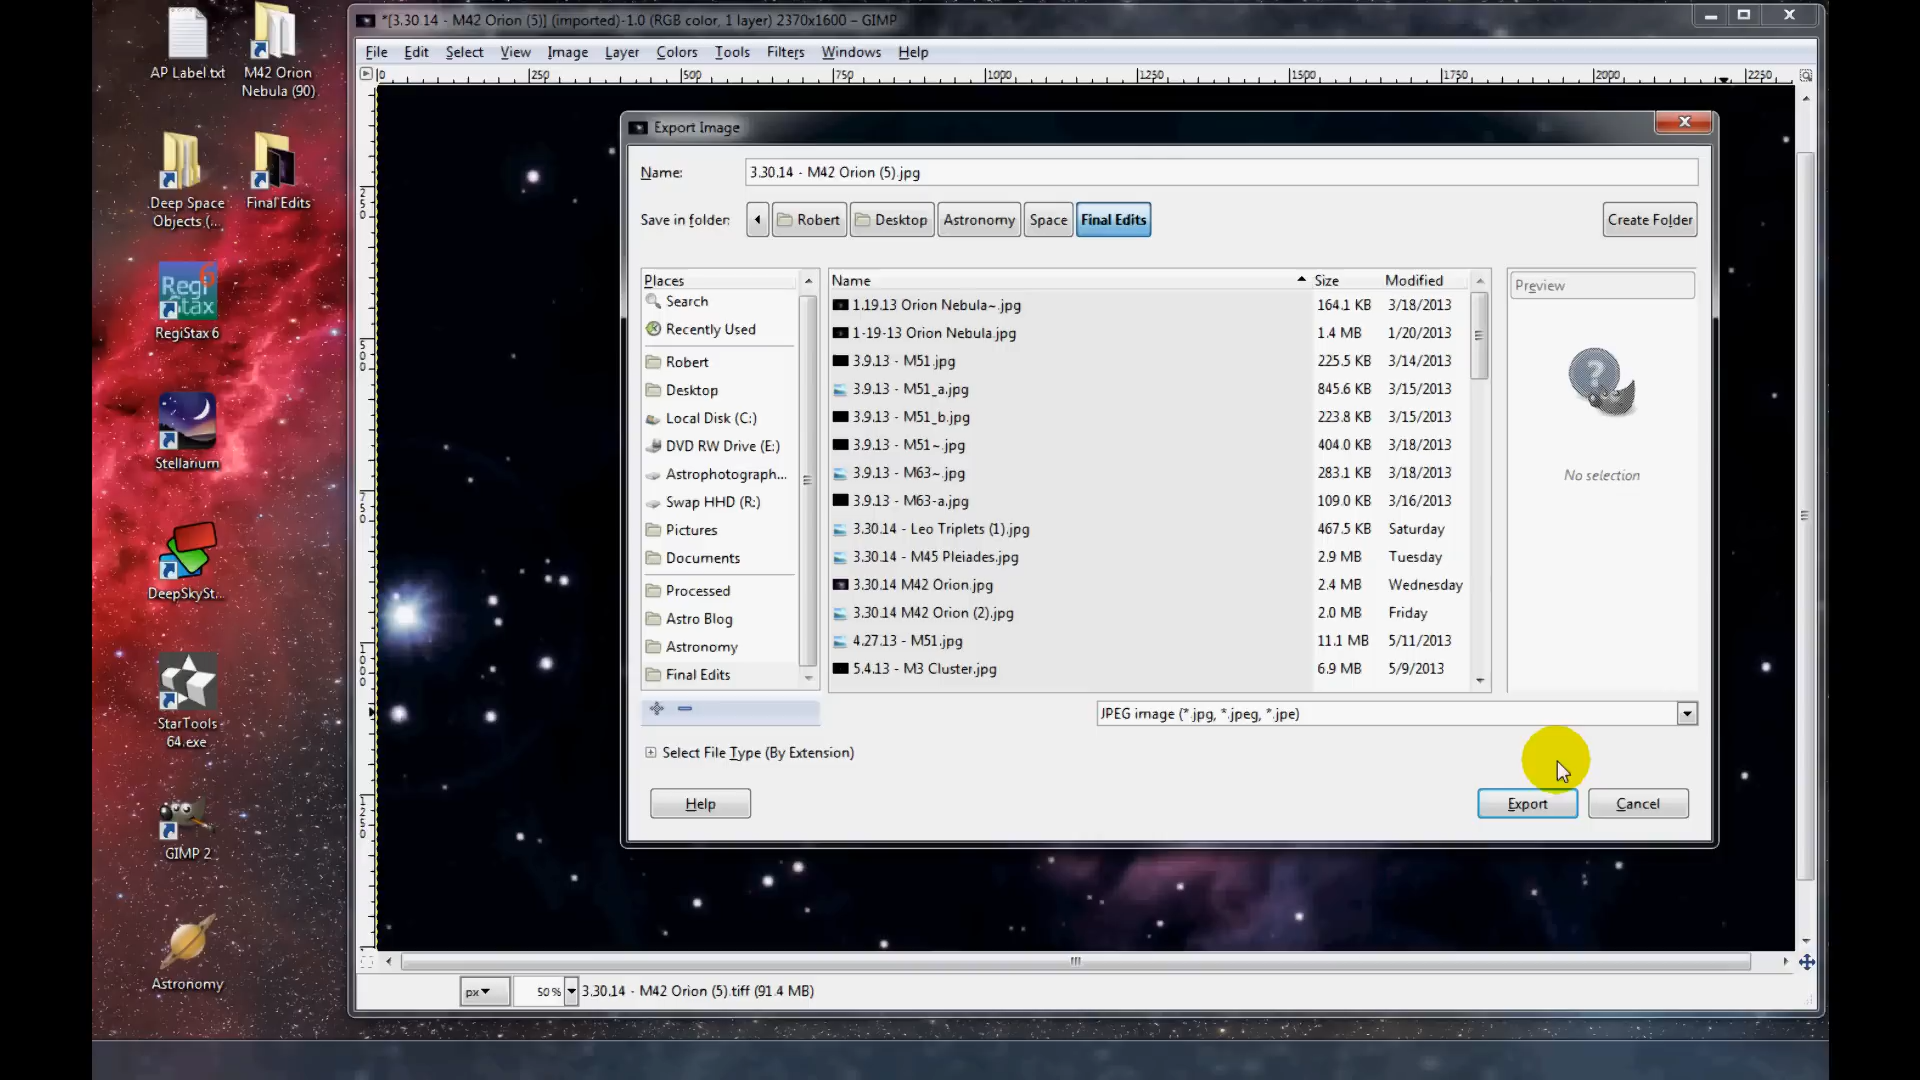 *[3.30.14 - M42 Orion (5)] (imported)-1.0 (RGB color, 1 layer) 2370x1600 – GIMP
File Edit Select View Image Layer Colors Tools Filters Windows Help
0 250 500 750 1000 1250 1500 1750 2000 2250
AP Label.txt
M42 Orion
Nebula (90)
Deep Space
Objects (...
Final Edits
RegiStax 6
RegiStax 6
Stellarium
DeepSkySt...
StarTools
64.exe
GIMP 2
Astronomy
Export Image
Name: 3.30.14 - M42 Orion (5).jpg
Save in folder: Robert Desktop Astronomy Space Final Edits Create Folder
Places
Search
Recently Used
Robert
Desktop
Local Disk (C:)
DVD RW Drive (E:)
Astrophotograph...
Swap HHD (R:)
Pictures
Documents
Processed
Astro Blog
Astronomy
Final Edits
Name Size Modified
1.19.13 Orion Nebula~.jpg 164.1 KB 3/18/2013
1-19-13 Orion Nebula.jpg 1.4 MB 1/20/2013
3.9.13 - M51.jpg 225.5 KB 3/14/2013
3.9.13 - M51_a.jpg 845.6 KB 3/15/2013
3.9.13 - M51_b.jpg 223.8 KB 3/15/2013
3.9.13 - M51~.jpg 404.0 KB 3/18/2013
3.9.13 - M63~.jpg 283.1 KB 3/18/2013
3.9.13 - M63-a.jpg 109.0 KB 3/16/2013
3.30.14 - Leo Triplets (1).jpg 467.5 KB Saturday
3.30.14 - M45 Pleiades.jpg 2.9 MB Tuesday
3.30.14 M42 Orion.jpg 2.4 MB Wednesday
3.30.14 M42 Orion (2).jpg 2.0 MB Friday
4.27.13 - M51.jpg 11.1 MB 5/11/2013
5.4.13 - M3 Cluster.jpg 6.9 MB 5/9/2013
Preview
No selection
JPEG image (*.jpg, *.jpeg, *.jpe)
Select File Type (By Extension)
Help Export Cancel
px 50 % 3.30.14 - M42 Orion (5).tiff (91.4 MB)